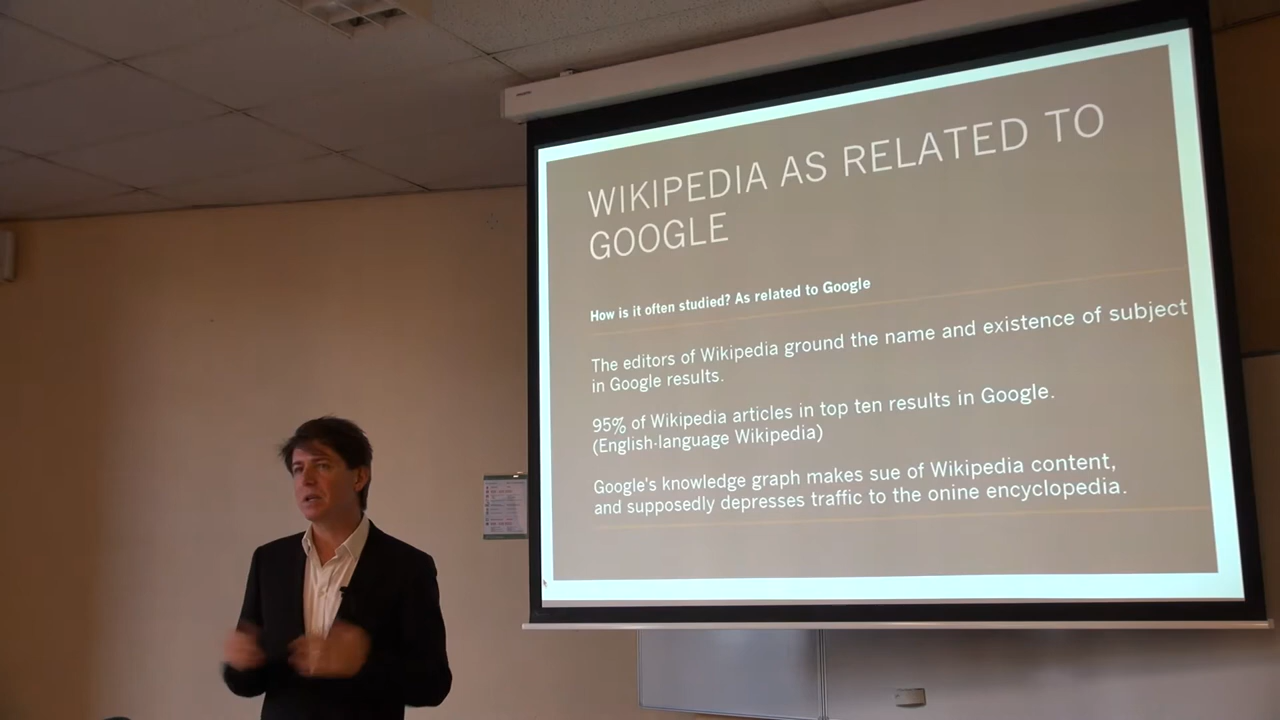 WIKIPEDIA AS RELATED TO
GOOGLE
How is it often studied? As related to Google
The editors of Wikipedia ground the name and existence of subject
in Google results.
95% of Wikipedia articles in top ten results in Google.
(English-language Wikipedia)
Google's knowledge graph makes sue of Wikipedia content,
and supposedly depresses traffic to the onine encyclopedia.